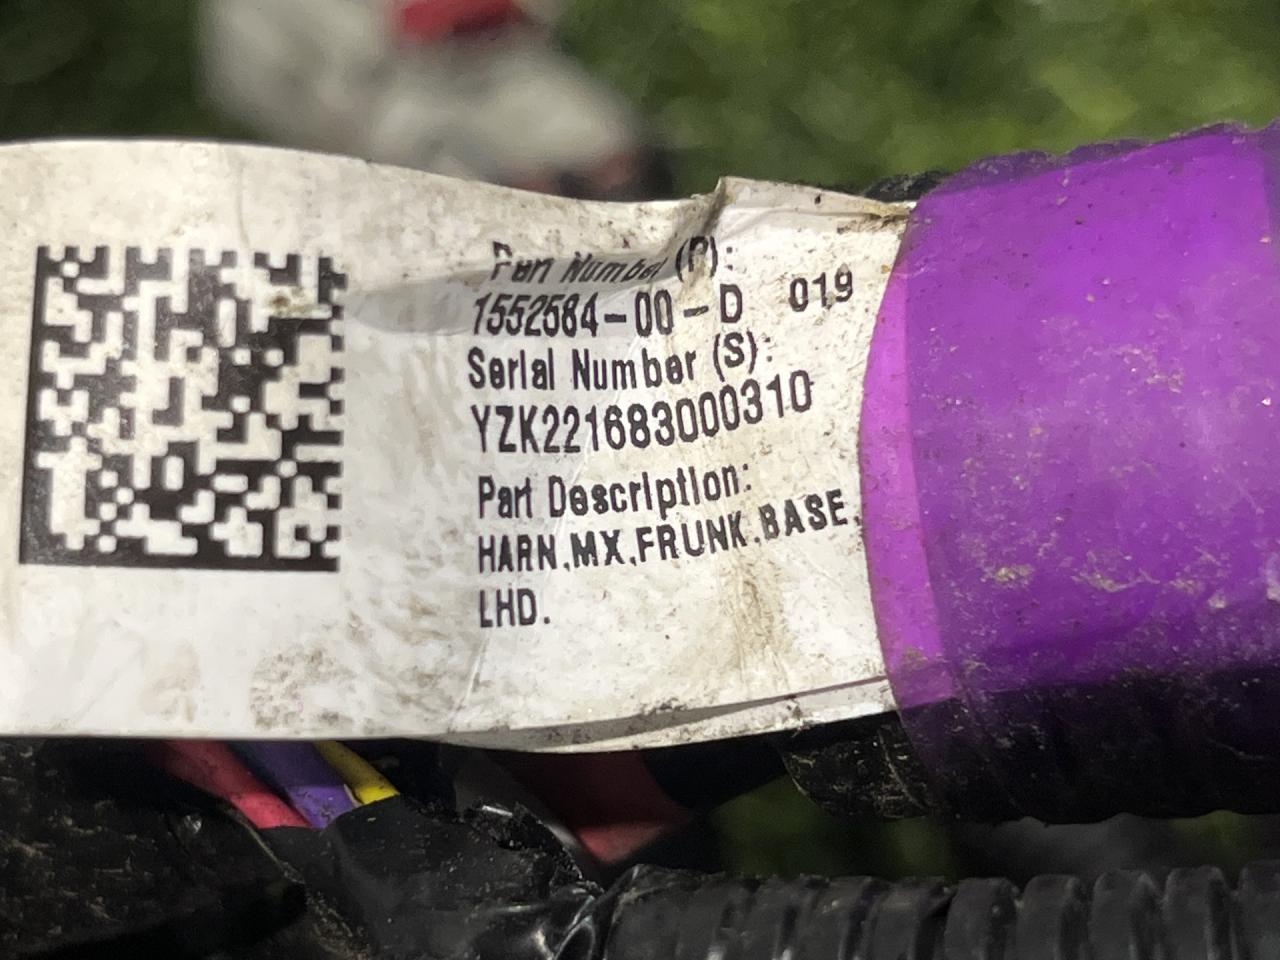 Part Number (P):
1552584-00-D 019
Serial Number (S):
YZK221683000310
Part Description:
HARN,MX,FRUNK,BASE,
LHD.